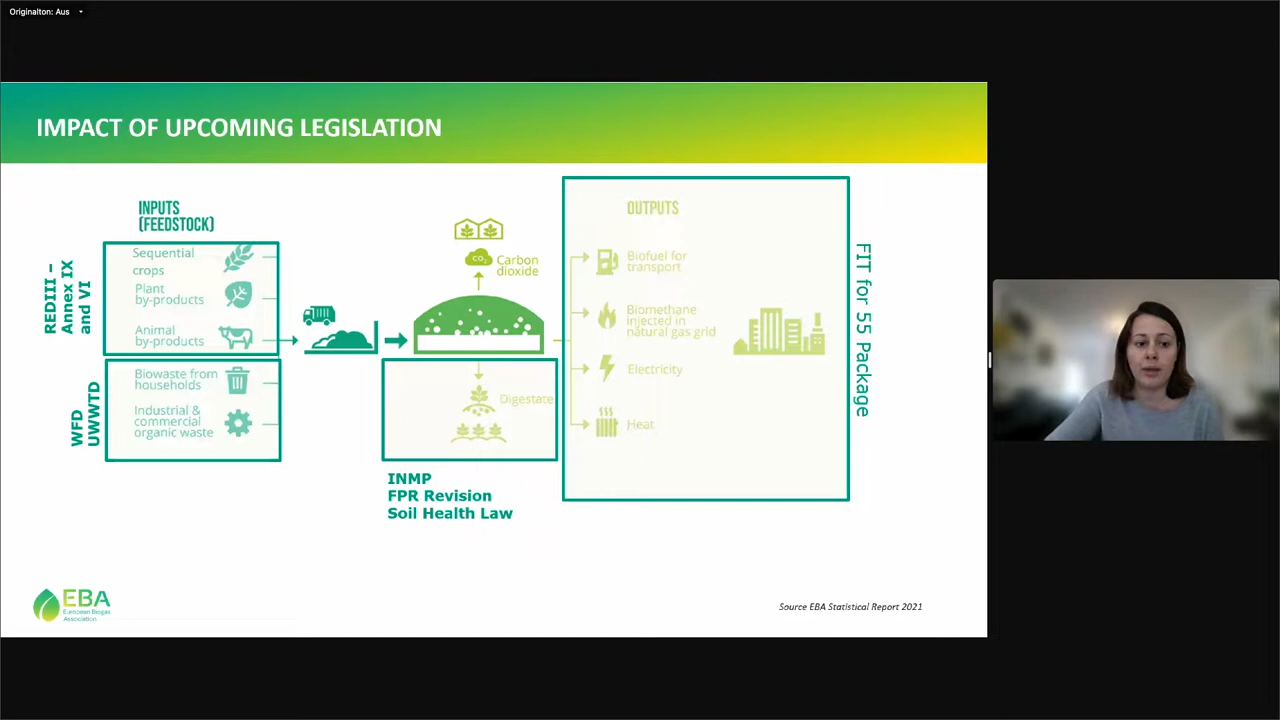 Originalton: Aus
IMPACT OF UPCOMING LEGISLATION
INPUTS
(FEEDSTOCK)
REDIII –
Annex IX
and VI
Sequential
crops
Plant
by-products
Animal
by-products
WFD
UWWTD
Biowaste from
households
Industrial &
commercial
organic waste
CO2
Carbon
dioxide
Digestate
INMP
FPR Revision
Soil Health Law
OUTPUTS
Biofuel for
transport
Biomethane
injected in
natural gas grid
Electricity
Heat
FIT for 55 Package
EBA
European Biogas
Association
Source EBA Statistical Report 2021